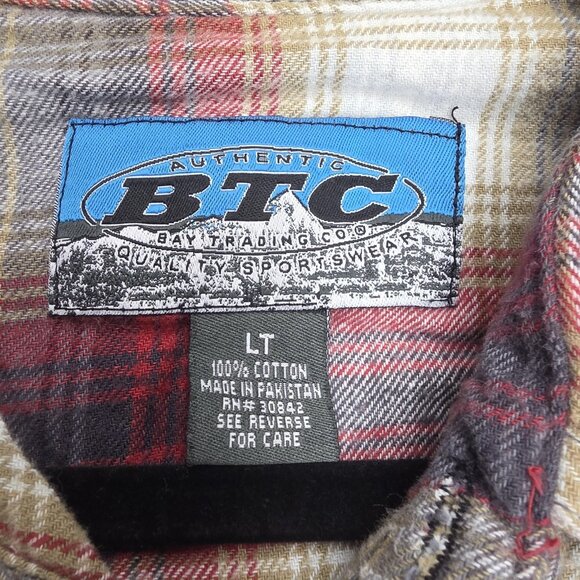 AUTHENTIC
BTC
BAY TRADING CO.®
QUALITY SPORTSWEAR
LT
100% COTTON
MADE IN PAKISTAN
RN# 30842
SEE REVERSE
FOR CARE